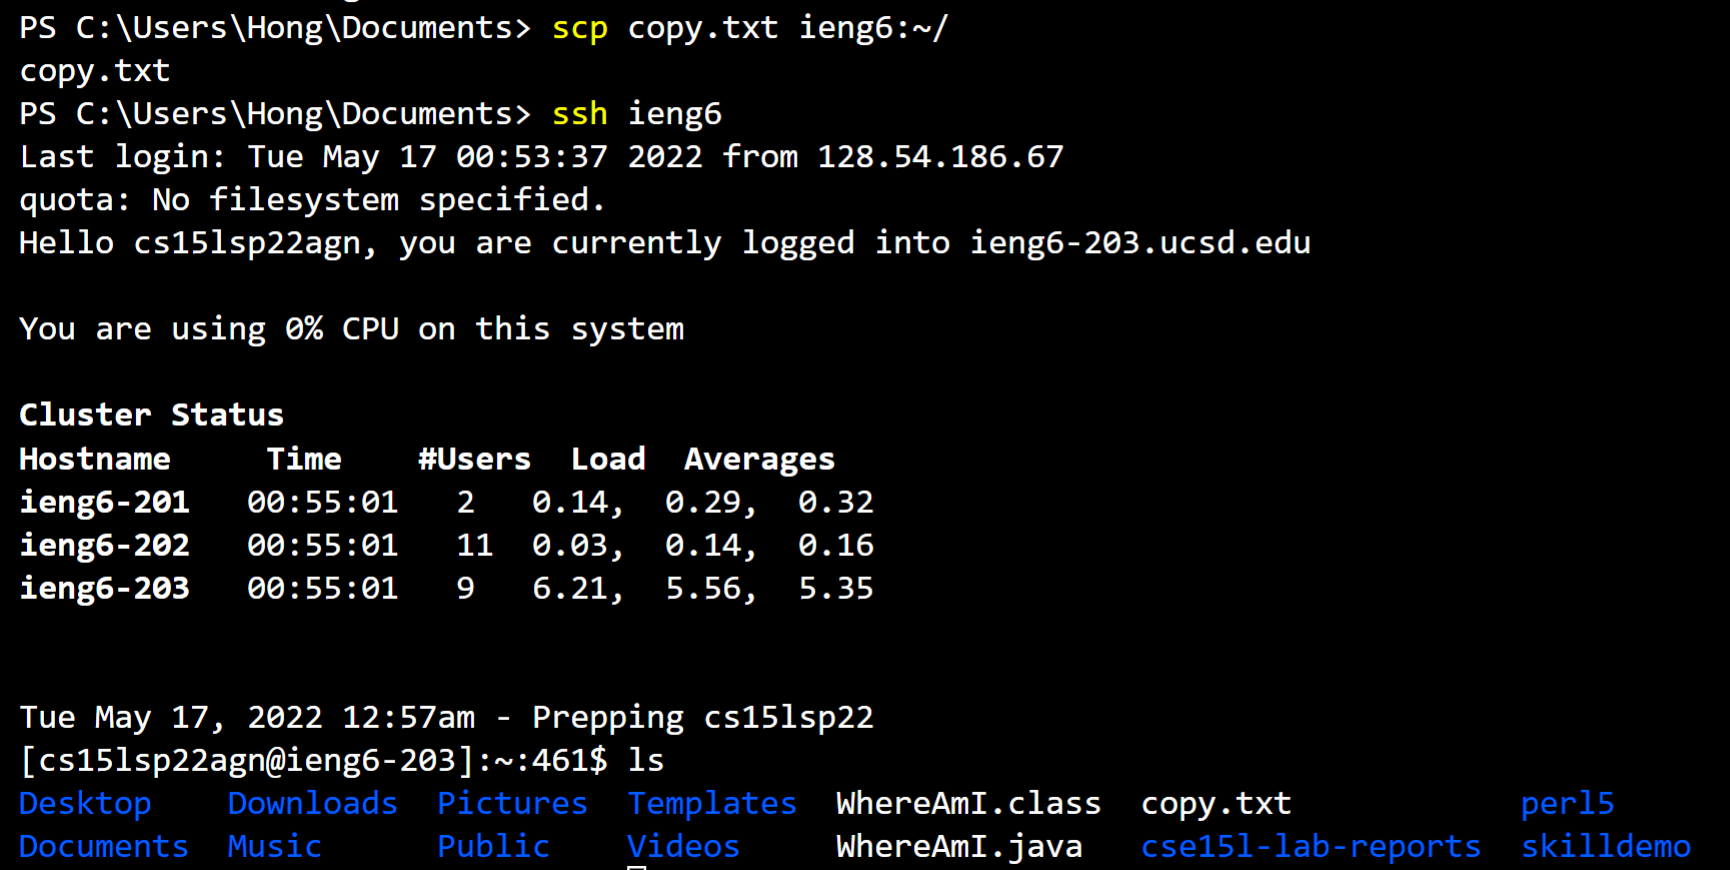 PS C:\Users\Hong\Documents> scp copy.txt ieng6:~/
copy.txt
PS C:\Users\Hong\Documents> ssh ieng6
Last login: Tue May 17 00:53:37 2022 from 128.54.186.67
quota: No filesystem specified.
Hello cs15lsp22agn, you are currently logged into ieng6-203.ucsd.edu
You are using 0% CPU on this system
Cluster Status
Hostname     Time    #Users  Load  Averages
ieng6-201   00:55:01   2   0.14,  0.29,  0.32
ieng6-202   00:55:01   11  0.03,  0.14,  0.16
ieng6-203   00:55:01   9   6.21,  5.56,  5.35
Tue May 17, 2022 12:57am - Prepping cs15lsp22
[cs15lsp22agn@ieng6-203]:~:461$ ls
Desktop    Downloads  Pictures  Templates  WhereAmI.class  copy.txt            perl5
Documents  Music      Public    Videos     WhereAmI.java   cse15l-lab-reports  skilldemo